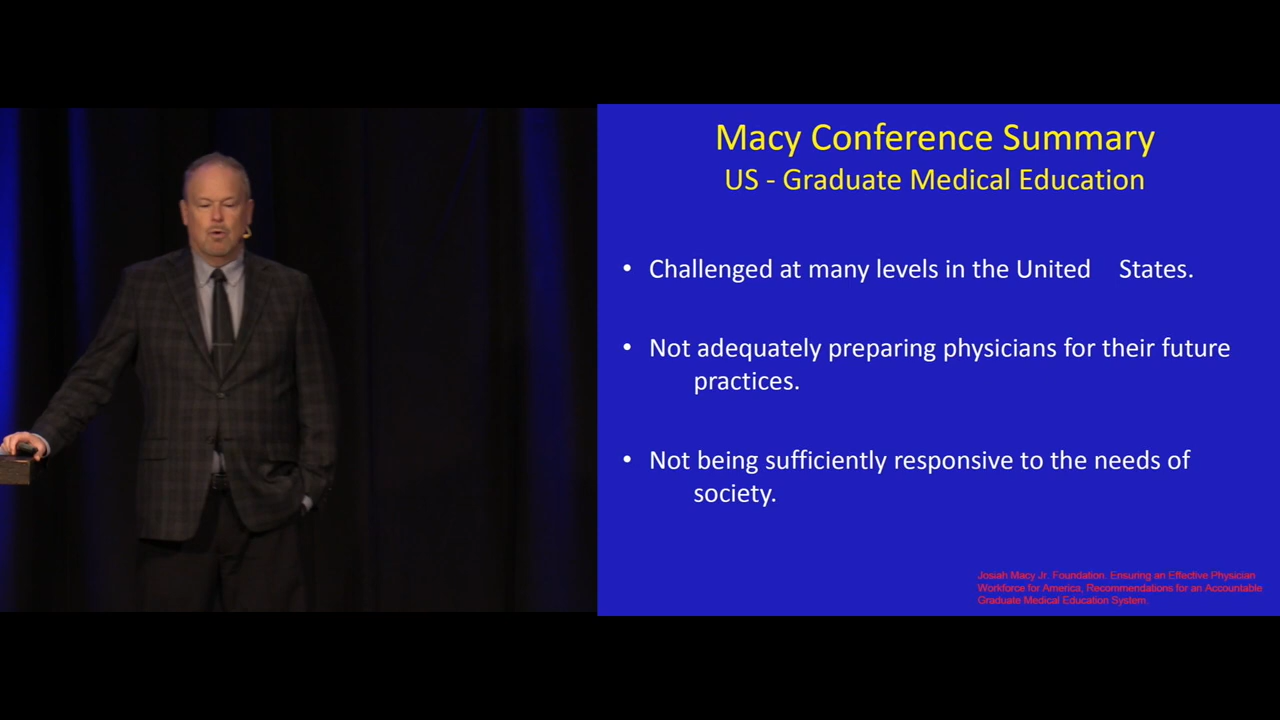 Macy Conference Summary
US - Graduate Medical Education
• Challenged at many levels in the United States.
• Not adequately preparing physicians for their future
practices.
• Not being sufficiently responsive to the needs of
society.
Josiah Macy Jr. Foundation. Ensuring an Effective Physician
Workforce for America, Recommendations for an Accountable
Graduate Medical Education System.